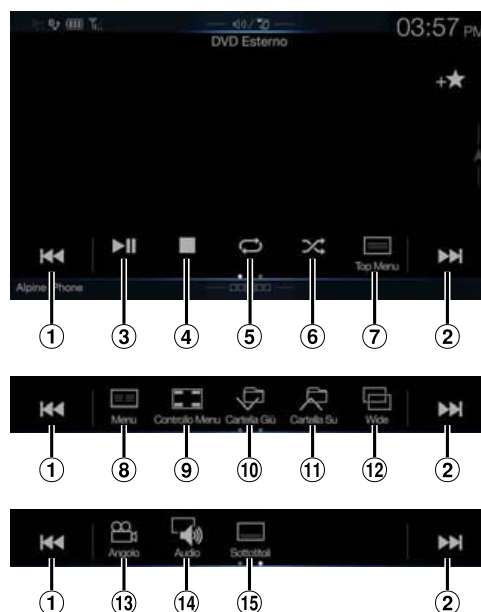 03:57 PM
DVD Esterno
Top Menu
Alpine Phone
1 3 4 5 6 7 2
Menu Controllo Menu Cartella Giù Cartella Su Wide
1 8 9 10 11 12 2
Angolo Audio Sottotitoli
1 13 14 15 2